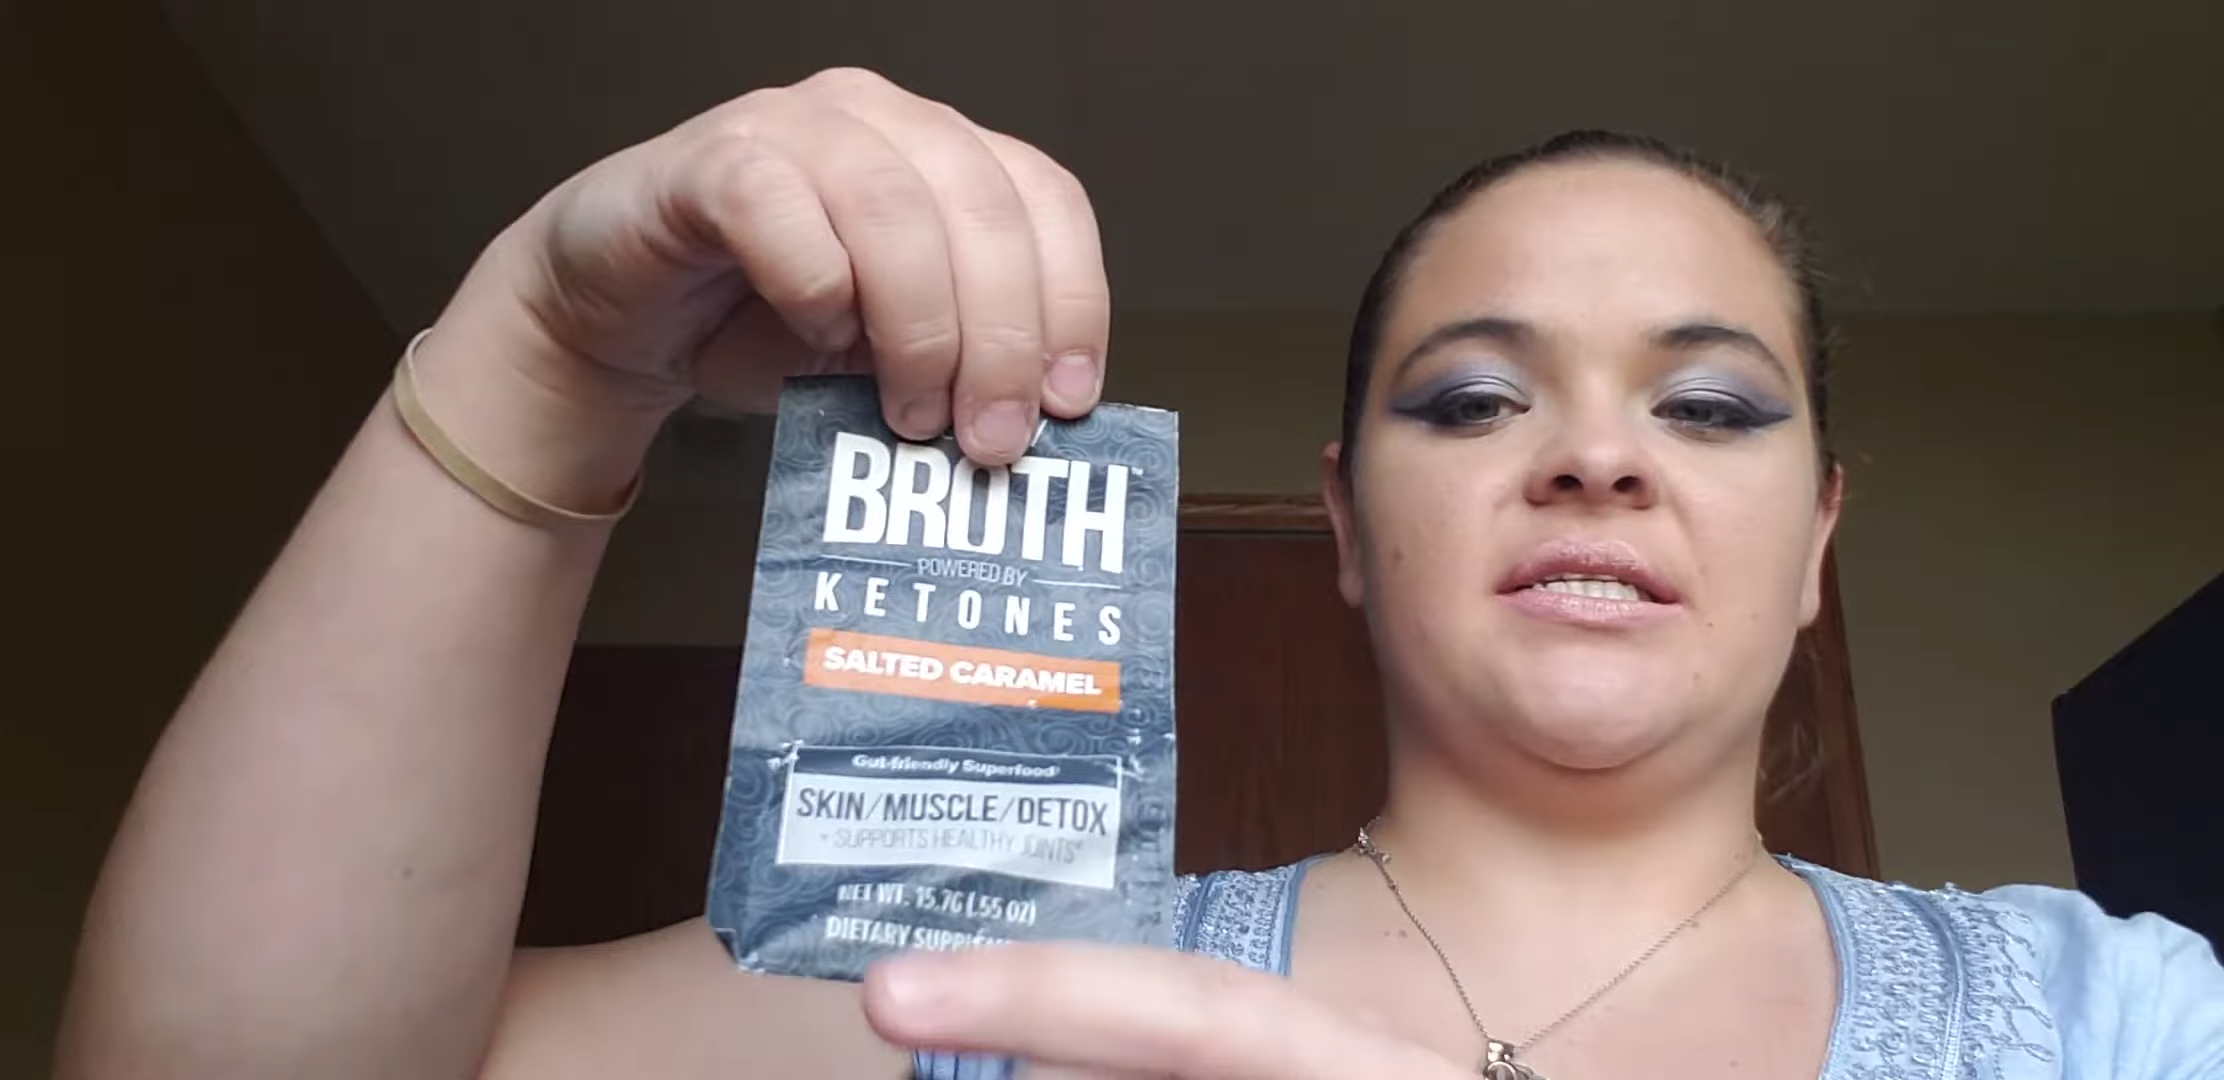 BROTH™
POWERED BY
KETONES
SALTED CARAMEL
Gut-friendly Superfood
SKIN/MUSCLE/DETOX
+ SUPPORTS HEALTHY JOINTS*
NET WT. 15.7G (.55 OZ)
DIETARY